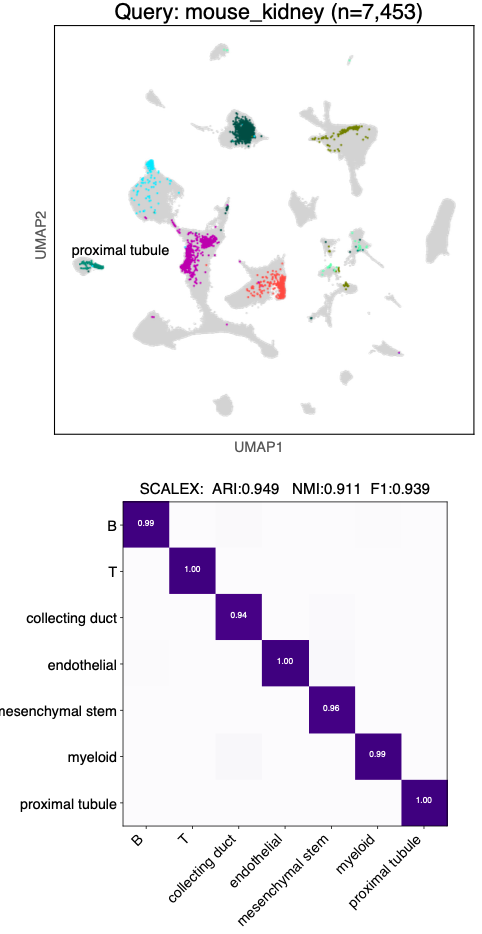 Query: mouse_kidney (n=7,453)
UMAP2
proximal tubule
UMAP1
SCALEX: ARI:0.949 NMI:0.911 F1:0.939
B
0.99
T
1.00
collecting duct
0.94
endothelial
1.00
mesenchymal stem
0.96
myeloid
0.99
proximal tubule
1.00
B
T
collecting duct
endothelial
mesenchymal stem
myeloid
proximal tubule